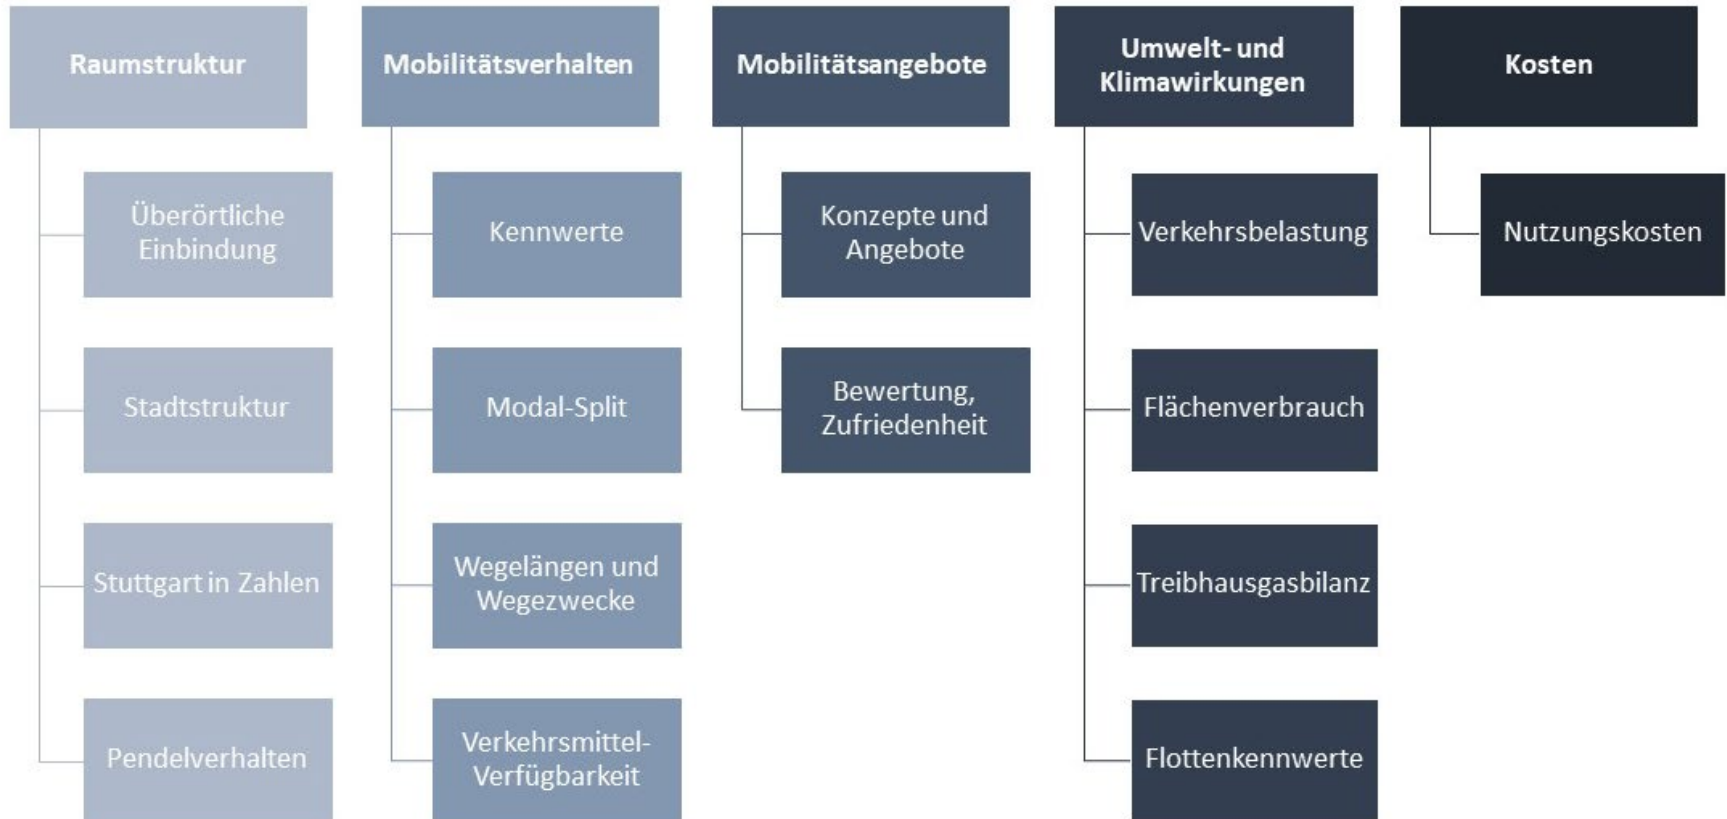 Raumstruktur
Überörtliche
Einbindung
Stadtstruktur
Stuttgart in Zahlen
Pendelverhalten
Mobilitätsverhalten
Kennwerte
Modal-Split
Wegelängen und
Wegezwecke
Verkehrsmittel-
Verfügbarkeit
Mobilitätsangebote
Konzepte und
Angebote
Bewertung,
Zufriedenheit
Umwelt- und
Klimawirkungen
Verkehrsbelastung
Flächenverbrauch
Treibhausgasbilanz
Flottenkennwerte
Kosten
Nutzungskosten